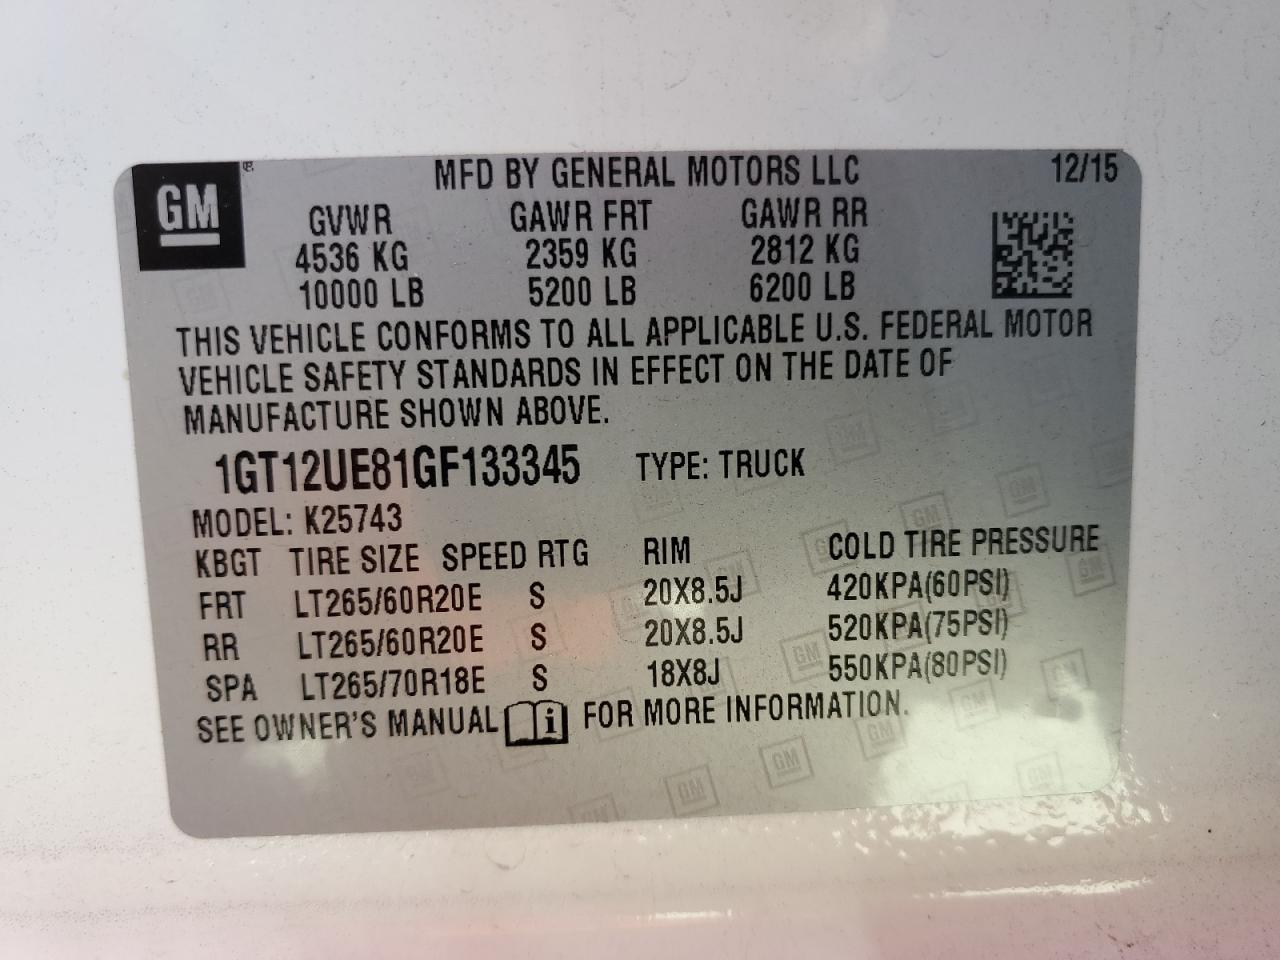 GM
MFD BY GENERAL MOTORS LLC 12/15
GVWR GAWR FRT GAWR RR
4536 KG 2359 KG 2812 KG
10000 LB 5200 LB 6200 LB
THIS VEHICLE CONFORMS TO ALL APPLICABLE U.S. FEDERAL MOTOR
VEHICLE SAFETY STANDARDS IN EFFECT ON THE DATE OF
MANUFACTURE SHOWN ABOVE.
1GT12UE81GF133345 TYPE: TRUCK
MODEL: K25743
KBGT TIRE SIZE SPEED RTG RIM COLD TIRE PRESSURE
FRT LT265/60R20E S 20X8.5J 420KPA(60PSI)
RR LT265/60R20E S 20X8.5J 520KPA(75PSI)
SPA LT265/70R18E S 18X8J 550KPA(80PSI)
SEE OWNER'S MANUAL i FOR MORE INFORMATION.